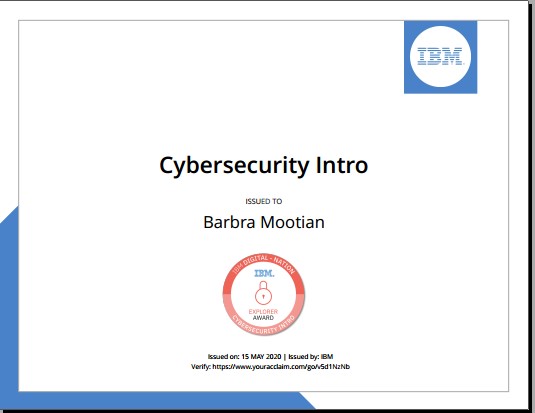 IBM
Cybersecurity Intro
ISSUED TO
Barbra Mootian
IBM DIGITAL - NATION
IBM.
EXPLORER
AWARD
CYBERSECURITY INTRO
Issued on: 15 MAY 2020 | Issued by: IBM
Verify: https://www.youracclaim.com/go/v5d1NzNb